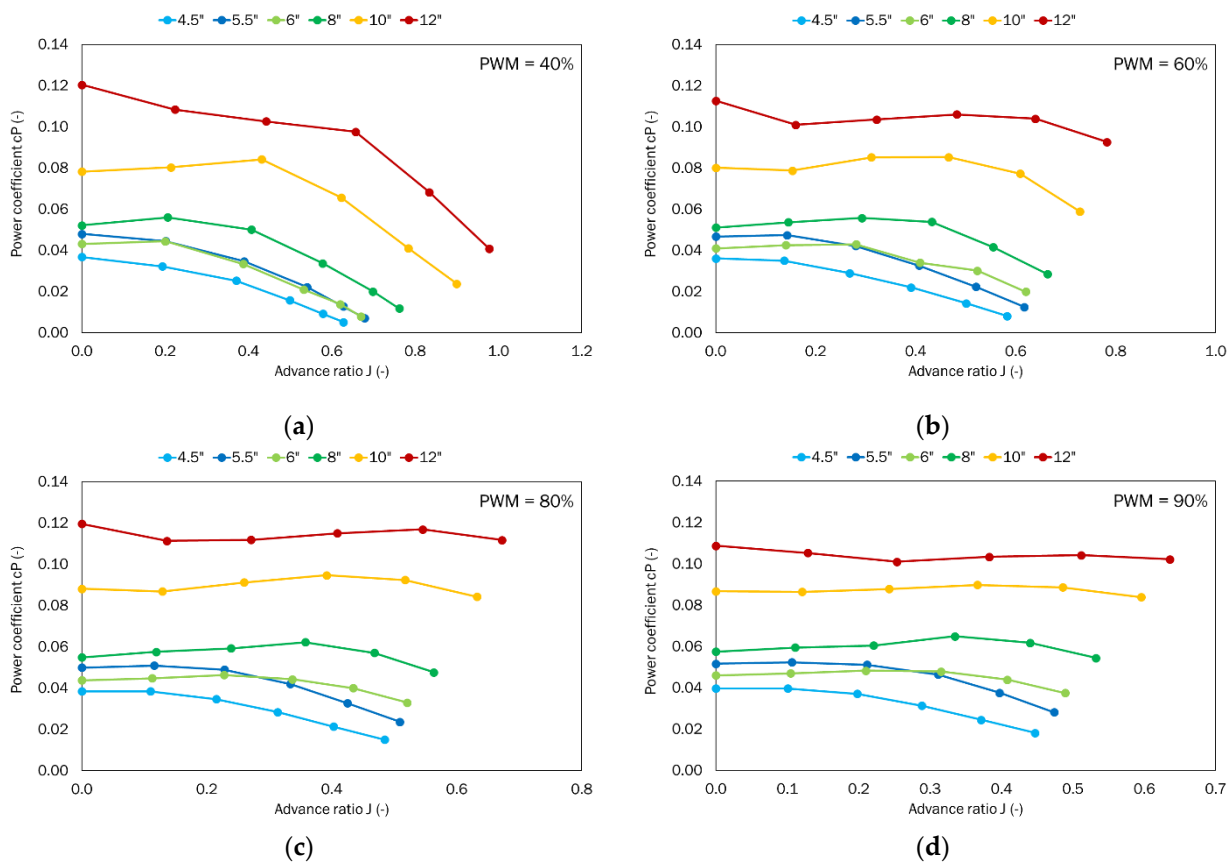 4.5" 5.5" 6" 8" 10" 12"
PWM = 40%
Power coefficient cP (-)
0.14
0.12
0.10
0.08
0.06
0.04
0.02
0.00
0.0 0.2 0.4 0.6 0.8 1.0 1.2
Advance ratio J (-)
(a)
4.5" 5.5" 6" 8" 10" 12"
PWM = 60%
Power coefficient cP (-)
0.14
0.12
0.10
0.08
0.06
0.04
0.02
0.00
0.0 0.2 0.4 0.6 0.8 1.0
Advance ratio J (-)
(b)
4.5" 5.5" 6" 8" 10" 12"
PWM = 80%
Power coefficient cP (-)
0.14
0.12
0.10
0.08
0.06
0.04
0.02
0.00
0.0 0.2 0.4 0.6 0.8
Advance ratio J (-)
(c)
4.5" 5.5" 6" 8" 10" 12"
PWM = 90%
Power coefficient cP (-)
0.14
0.12
0.10
0.08
0.06
0.04
0.02
0.00
0.0 0.1 0.2 0.3 0.4 0.5 0.6 0.7
Advance ratio J (-)
(d)